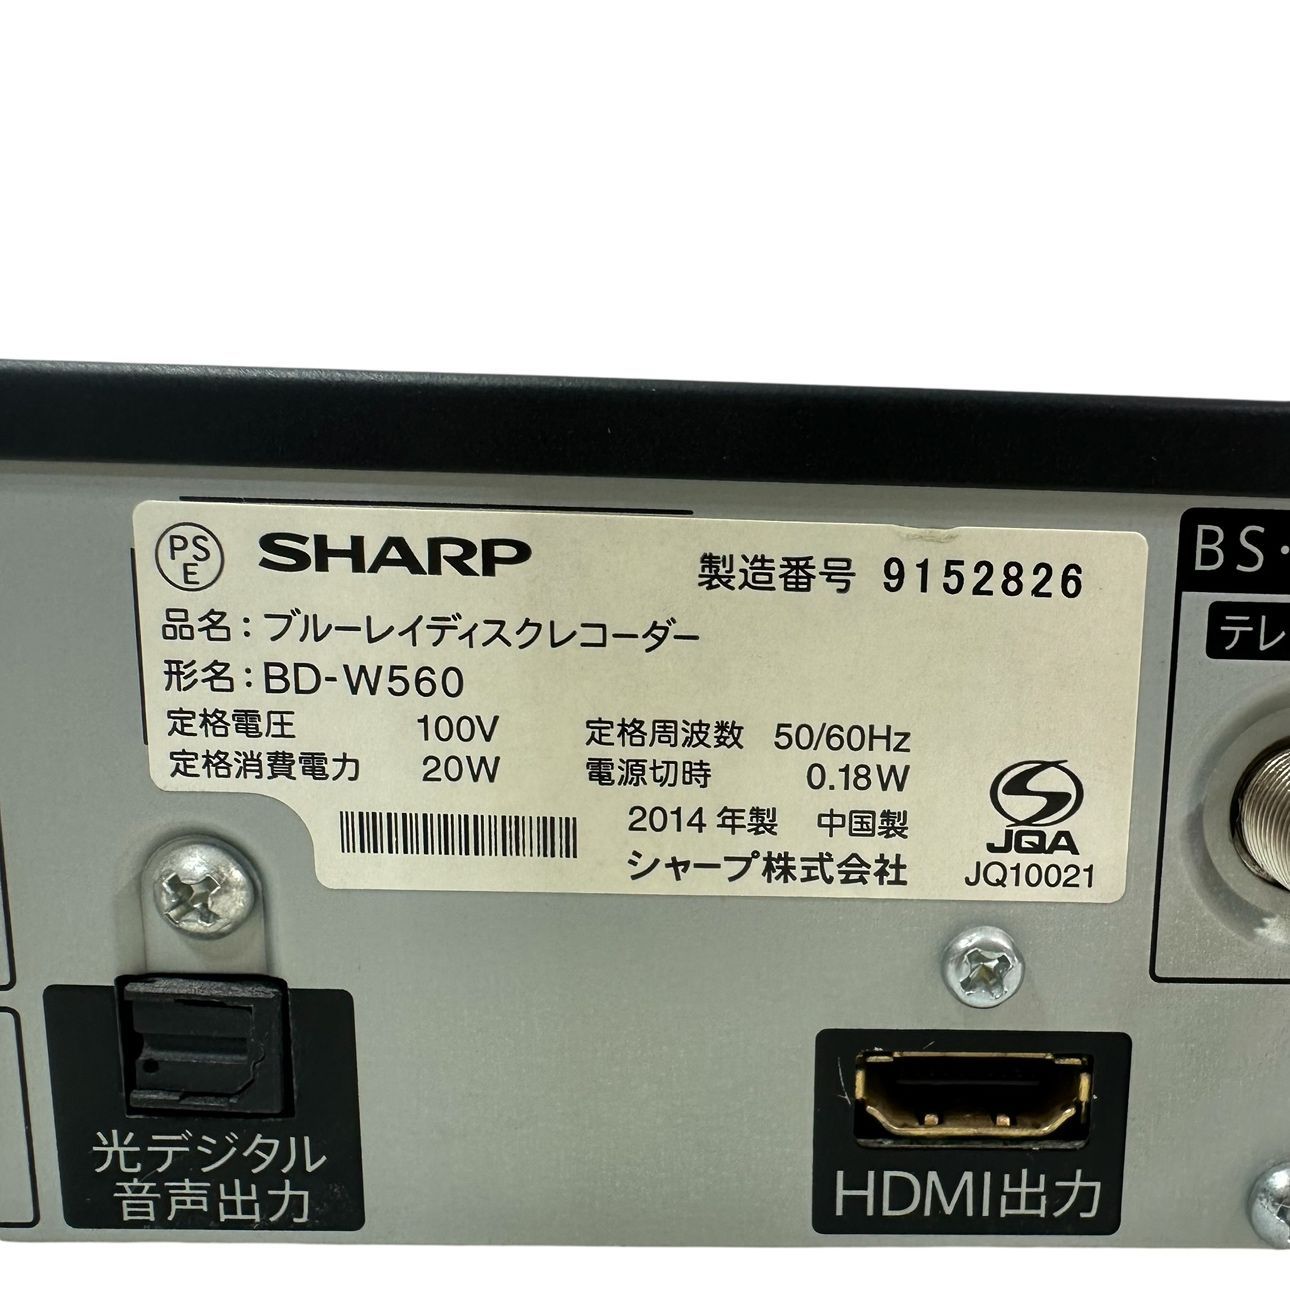 PS
E
SHARP
製造番号 9152826
品名：ブルーレイディスクレコーダー
形名：BD-W560
定格電圧 100V 定格周波数 50/60Hz
定格消費電力 20W 電源切時 0.18W
2014年製 中国製
シャープ株式会社
JQA
JQ10021
BS・
テレ
光デジタル
音声出力
HDMI出力